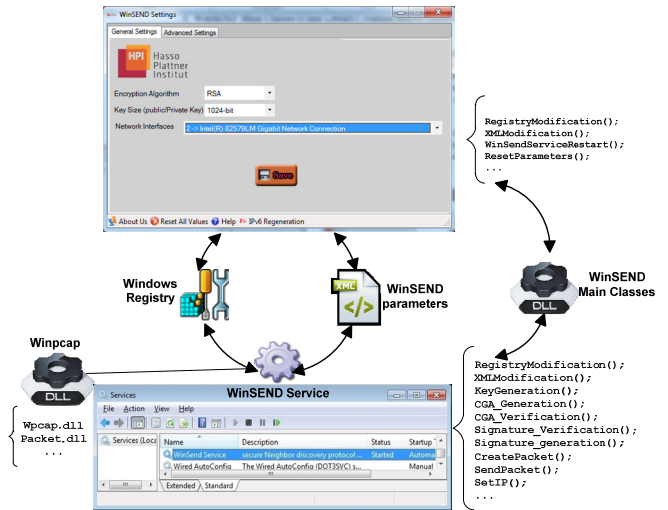 WinSEND Settings
General Settings
Advanced Settings
HPI
Hasso
Plattner
Institut
Encryption Algorithm
RSA
Key Size (public/Private Key)
1024-bit
Network Interfaces
2 -> Intel(R) 82579LM Gigabit Network Connection
Save
About Us
Reset All Values
Help
IPv6 Regeneration
RegistryModification();
XMLModification();
WinSendServiceRestart();
ResetParameters();
...
Windows
Registry
XML
WinSEND
parameters
DLL
WinSEND
Main Classes
Winpcap
DLL
Wpcap.dll
Packet.dll
...
WinSEND Service
Services
File Action View Help
Services (Loca
Name Description Status Startup
WinSend Service secure Neighbor discovery protocol ... Started Automa
Wired AutoConfig The Wired AutoConfig (DOT3SVC) s... Manual
Extended Standard
RegistryModification();
XMLModification();
KeyGeneration();
CGA_Generation();
CGA_Verification();
Signature_Verification();
Signature_generation();
CreatePacket();
SendPacket();
SetIP();
...